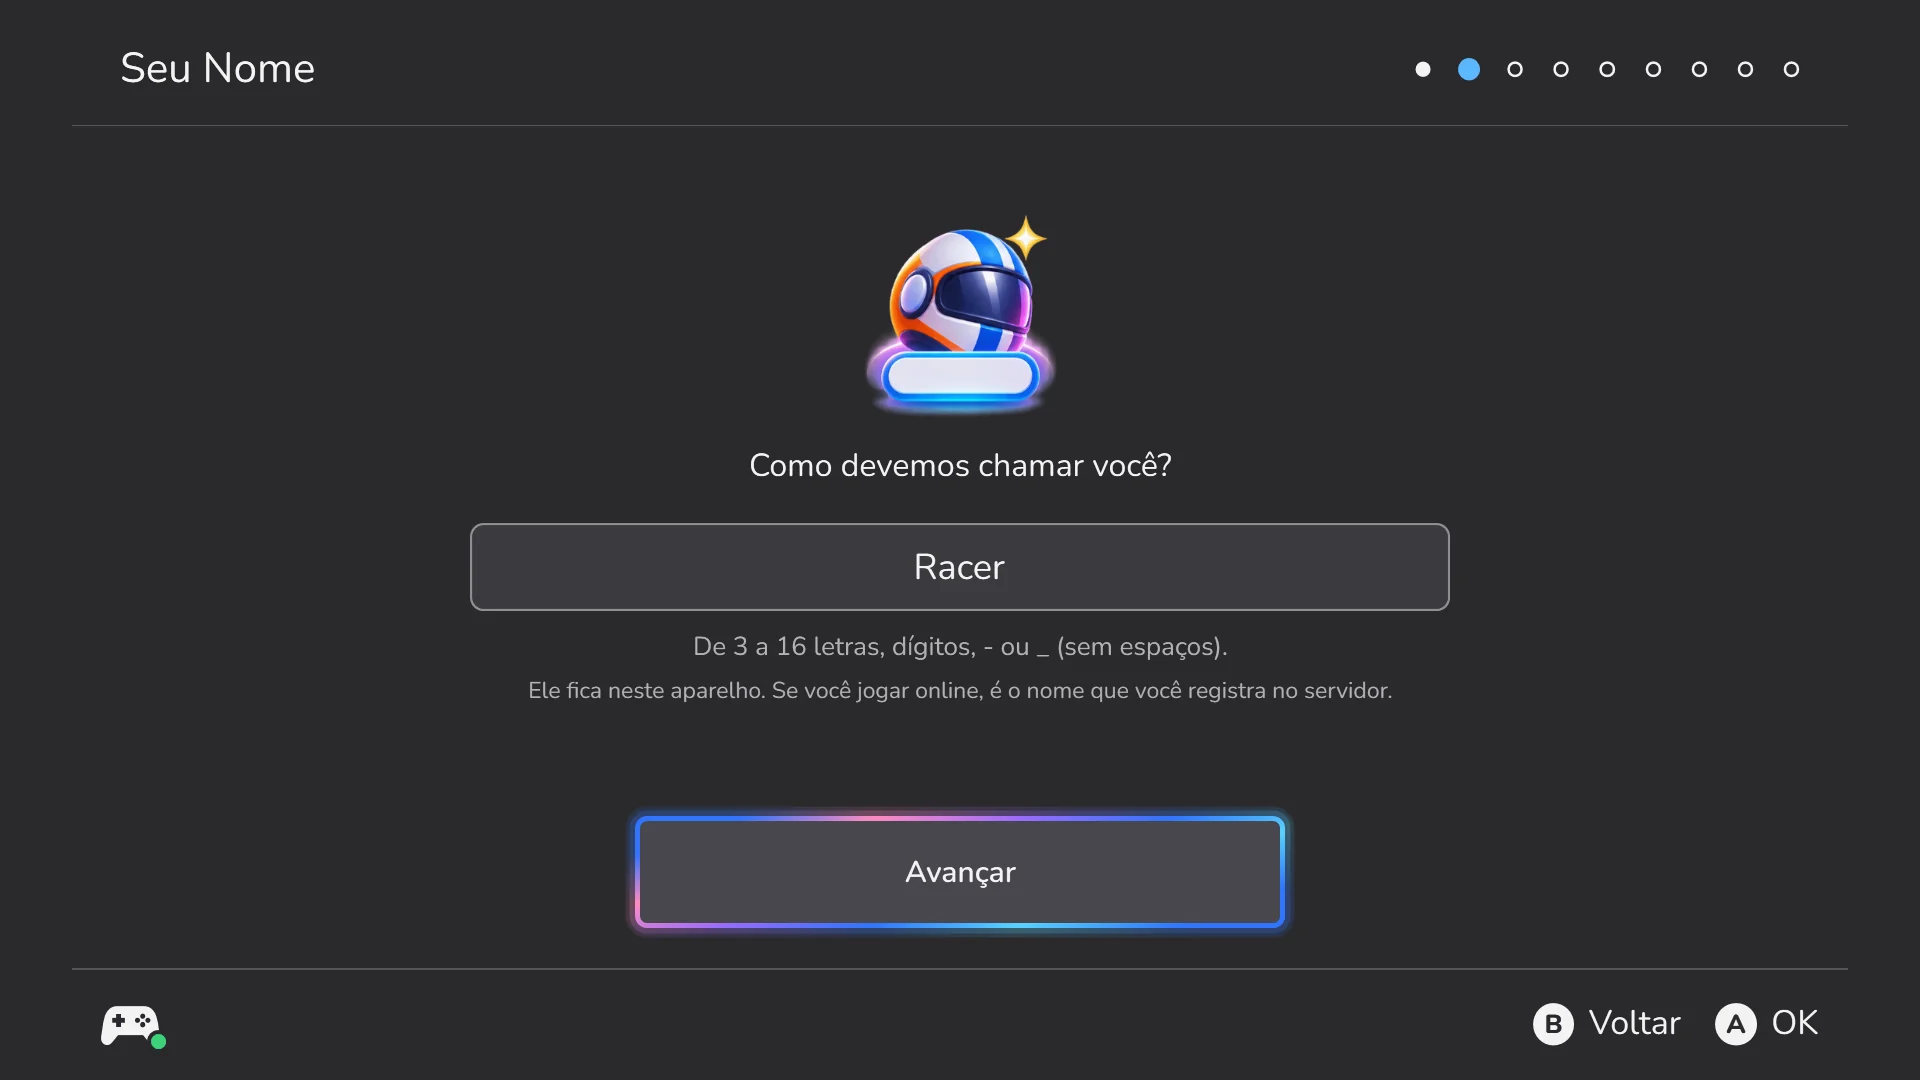 Seu Nome
Como devemos chamar você?
Racer
De 3 a 16 letras, dígitos, - ou _ (sem espaços).
Ele fica neste aparelho. Se você jogar online, é o nome que você registra no servidor.
Avançar
B Voltar A OK